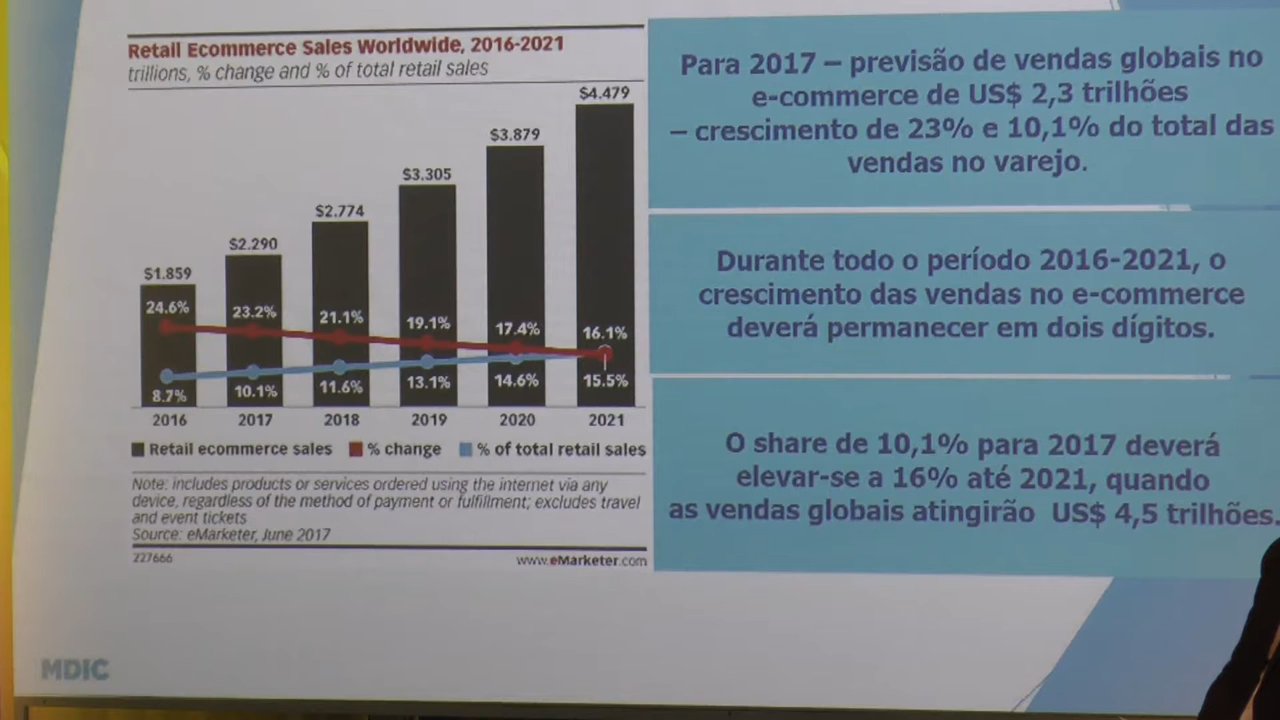 Retail Ecommerce Sales Worldwide, 2016-2021
trillions, % change and % of total retail sales
$4.479
$3.879
$3.305
$2.774
$2.290
$1.859
24.6% 23.2% 21.1% 19.1% 17.4% 16.1%
8.7% 10.1% 11.6% 13.1% 14.6% 15.5%
2016 2017 2018 2019 2020 2021
Retail ecommerce sales % change % of total retail sales
Note: includes products or services ordered using the internet via any
device, regardless of the method of payment or fulfillment; excludes travel
and event tickets
Source: eMarketer, June 2017
227666 www.eMarketer.com
Para 2017 – previsão de vendas globais no
e-commerce de US$ 2,3 trilhões
– crescimento de 23% e 10,1% do total das
vendas no varejo.
Durante todo o período 2016-2021, o
crescimento das vendas no e-commerce
deverá permanecer em dois dígitos.
O share de 10,1% para 2017 deverá
elevar-se a 16% até 2021, quando
as vendas globais atingirão US$ 4,5 trilhões.
MDIC